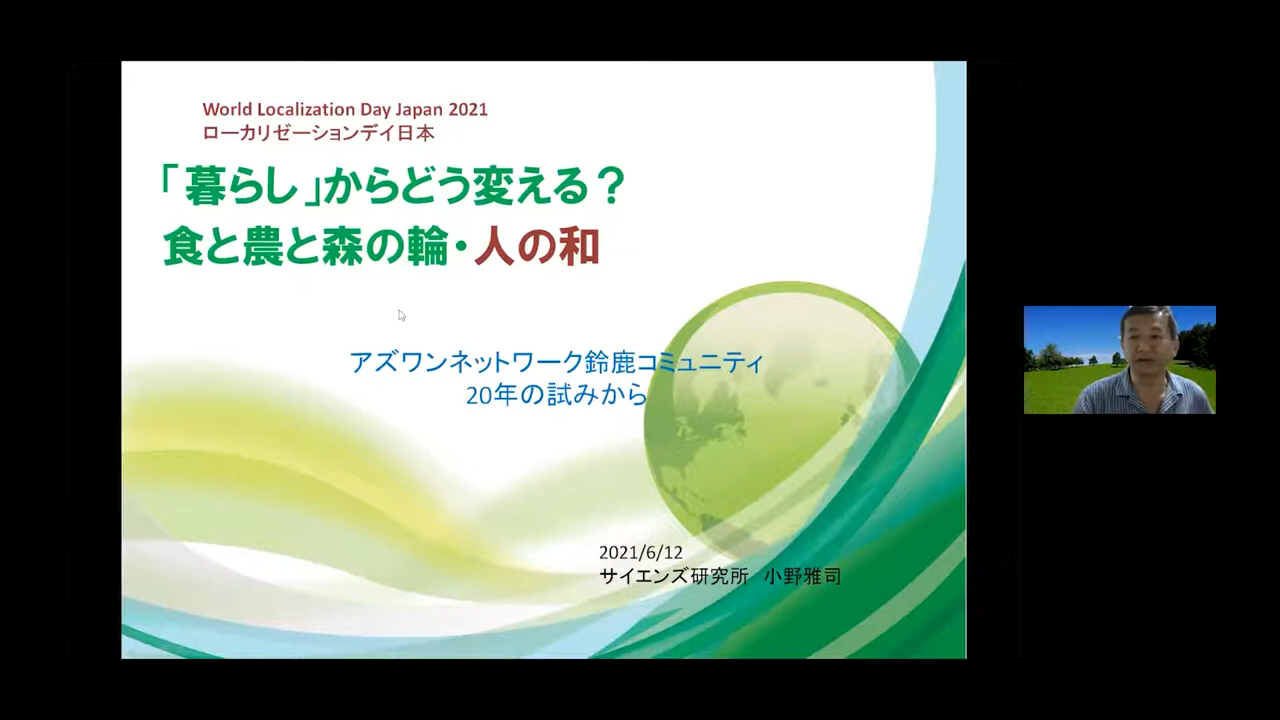 World Localization Day Japan 2021
ローカリゼーションデイ日本
「暮らし」からどう変える？
食と農と森の輪・人の和
アズワンネットワーク鈴鹿コミュニティ
20年の試みから
2021/6/12
サイエンズ研究所　小野雅司